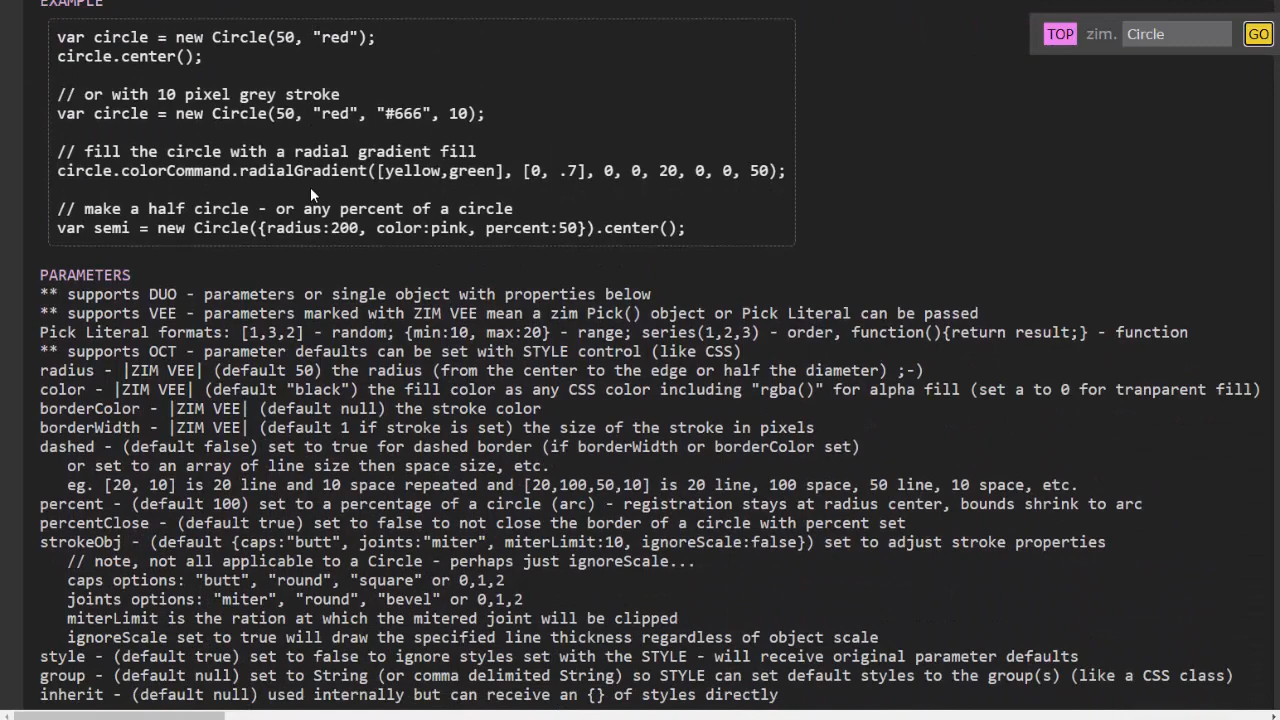 EXAMPLE
TOP zim. Circle GO
var circle = new Circle(50, "red");
circle.center();
// or with 10 pixel grey stroke
var circle = new Circle(50, "red", "#666", 10);
// fill the circle with a radial gradient fill
circle.colorCommand.radialGradient([yellow,green], [0, .7], 0, 0, 20, 0, 0, 50);
// make a half circle - or any percent of a circle
var semi = new Circle({radius:200, color:pink, percent:50}).center();
PARAMETERS
** supports DUO - parameters or single object with properties below
** supports VEE - parameters marked with ZIM VEE mean a zim Pick() object or Pick Literal can be passed
Pick Literal formats: [1,3,2] - random; {min:10, max:20} - range; series(1,2,3) - order, function(){return result;} - function
** supports OCT - parameter defaults can be set with STYLE control (like CSS)
radius - |ZIM VEE| (default 50) the radius (from the center to the edge or half the diameter) ;-)
color - |ZIM VEE| (default "black") the fill color as any CSS color including "rgba()" for alpha fill (set a to 0 for tranparent fill)
borderColor - |ZIM VEE| (default null) the stroke color
borderWidth - |ZIM VEE| (default 1 if stroke is set) the size of the stroke in pixels
dashed - (default false) set to true for dashed border (if borderWidth or borderColor set)
or set to an array of line size then space size, etc.
eg. [20, 10] is 20 line and 10 space repeated and [20,100,50,10] is 20 line, 100 space, 50 line, 10 space, etc.
percent - (default 100) set to a percentage of a circle (arc) - registration stays at radius center, bounds shrink to arc
percentClose - (default true) set to false to not close the border of a circle with percent set
strokeObj - (default {caps:"butt", joints:"miter", miterLimit:10, ignoreScale:false}) set to adjust stroke properties
// note, not all applicable to a Circle - perhaps just ignoreScale...
caps options: "butt", "round", "square" or 0,1,2
joints options: "miter", "round", "bevel" or 0,1,2
miterLimit is the ration at which the mitered joint will be clipped
ignoreScale set to true will draw the specified line thickness regardless of object scale
style - (default true) set to false to ignore styles set with the STYLE - will receive original parameter defaults
group - (default null) set to String (or comma delimited String) so STYLE can set default styles to the group(s) (like a CSS class)
inherit - (default null) used internally but can receive an {} of styles directly